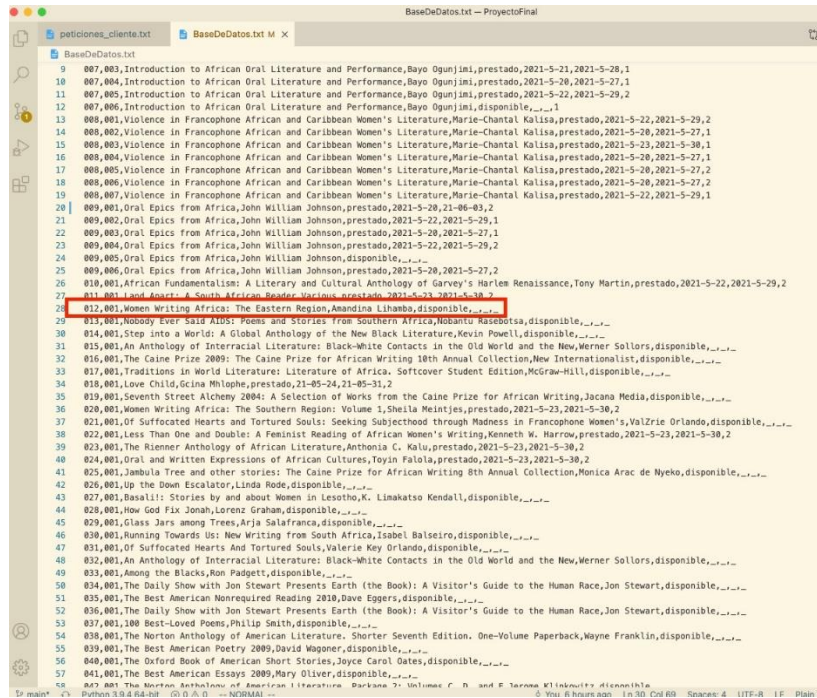 BaseDeDatos.txt — ProyectoFinal
peticiones_cliente.txt
BaseDeDatos.txt M ×
BaseDeDatos.txt
9 007,003,Introduction to African Oral Literature and Performance,Bayo Ogunjimi,prestado,2021-5-21,2021-5-28,1
10 007,004,Introduction to African Oral Literature and Performance,Bayo Ogunjimi,prestado,2021-5-20,2021-5-27,1
11 007,005,Introduction to African Oral Literature and Performance,Bayo Ogunjimi,prestado,2021-5-22,2021-5-29,2
12 007,006,Introduction to African Oral Literature and Performance,Bayo Ogunjimi,disponible,_,_,1
13 008,001,Violence in Francophone African and Caribbean Women's Literature,Marie-Chantal Kalisa,prestado,2021-5-22,2021-5-29,2
14 008,002,Violence in Francophone African and Caribbean Women's Literature,Marie-Chantal Kalisa,prestado,2021-5-20,2021-5-27,1
15 008,003,Violence in Francophone African and Caribbean Women's Literature,Marie-Chantal Kalisa,prestado,2021-5-23,2021-5-30,1
16 008,004,Violence in Francophone African and Caribbean Women's Literature,Marie-Chantal Kalisa,prestado,2021-5-20,2021-5-27,1
17 008,005,Violence in Francophone African and Caribbean Women's Literature,Marie-Chantal Kalisa,prestado,2021-5-20,2021-5-27,2
18 008,006,Violence in Francophone African and Caribbean Women's Literature,Marie-Chantal Kalisa,prestado,2021-5-20,2021-5-27,2
19 008,007,Violence in Francophone African and Caribbean Women's Literature,Marie-Chantal Kalisa,prestado,2021-5-22,2021-5-29,1
20 009,001,Oral Epics from Africa,John William Johnson,prestado,2021-5-20,21-06-03,2
21 009,002,Oral Epics from Africa,John William Johnson,prestado,2021-5-22,2021-5-29,1
22 009,003,Oral Epics from Africa,John William Johnson,prestado,2021-5-20,2021-5-27,1
23 009,004,Oral Epics from Africa,John William Johnson,prestado,2021-5-22,2021-5-29,2
24 009,005,Oral Epics from Africa,John William Johnson,disponible,_,_,_
25 009,006,Oral Epics from Africa,John William Johnson,prestado,2021-5-20,2021-5-27,2
26 010,001,African Fundamentalism: A Literary and Cultural Anthology of Garvey's Harlem Renaissance,Tony Martin,prestado,2021-5-22,2021-5-29,2
27 011,001,Land Apart: A South African Reader,Various,prestado,2021-5-23,2021-5-30,2
28 012,001,Women Writing Africa: The Eastern Region,Amandina Lihamba,disponible,_,_,_
29 013,001,Nobody Ever Said AIDS: Poems and Stories from Southern Africa,Nobantu Rasebotsa,disponible,_,_,_
30 014,001,Step into a World: A Global Anthology of the New Black Literature,Kevin Powell,disponible,_,_,_
31 015,001,An Anthology of Interracial Literature: Black-White Contacts in the Old World and the New,Werner Sollors,disponible,_,_,_
32 016,001,The Caine Prize 2009: The Caine Prize for African Writing 10th Annual Collection,New Internationalist,disponible,_,_,_
33 017,001,Traditions in World Literature: Literature of Africa. Softcover Student Edition,McGraw-Hill,disponible,_,_,_
34 018,001,Love Child,Gcina Mhlophe,prestado,21-05-24,21-05-31,2
35 019,001,Seventh Street Alchemy 2004: A Selection of Works from the Caine Prize for African Writing,Jacana Media,disponible,_,_,_
36 020,001,Women Writing Africa: The Southern Region: Volume 1,Sheila Meintjes,prestado,2021-5-23,2021-5-30,2
37 021,001,Of Suffocated Hearts and Tortured Souls: Seeking Subjecthood through Madness in Francophone Women's,ValZrie Orlando,disponible,_,_,_
38 022,001,Less Than One and Double: A Feminist Reading of African Women's Writing,Kenneth W. Harrow,prestado,2021-5-23,2021-5-30,2
39 023,001,The Rienner Anthology of African Literature,Anthonia C. Kalu,prestado,2021-5-23,2021-5-30,2
40 024,001,Oral and Written Expressions of African Cultures,Toyin Falola,prestado,2021-5-23,2021-5-30,2
41 025,001,Jambula Tree and other stories: The Caine Prize for African Writing 8th Annual Collection,Monica Arac de Nyeko,disponible,_,_,_
42 026,001,Up the Down Escalator,Linda Rode,disponible,_,_,_
43 027,001,Basali!: Stories by and about Women in Lesotho,K. Limakatso Kendall,disponible,_,_,_
44 028,001,How God Fix Jonah,Lorenz Graham,disponible,_,_,_
45 029,001,Glass Jars among Trees,Arja Salafranca,disponible,_,_,_
46 030,001,Running Towards Us: New Writing from South Africa,Isabel Balseiro,disponible,_,_,_
47 031,001,Of Suffocated Hearts And Tortured Souls,Valerie Key Orlando,disponible,_,_,_
48 032,001,An Anthology of Interracial Literature: Black-White Contacts in the Old World and the New,Werner Sollors,disponible,_,_,_
49 033,001,Among the Blacks,Ron Padgett,disponible,_,_,_
50 034,001,The Daily Show with Jon Stewart Presents Earth (the Book): A Visitor's Guide to the Human Race,Jon Stewart,disponible,_,_,_
51 035,001,The Best American Nonrequired Reading 2010,Dave Eggers,disponible,_,_,_
52 036,001,The Daily Show with Jon Stewart Presents Earth (the Book): A Visitor's Guide to the Human Race,Jon Stewart,disponible,_,_,_
53 037,001,100 Best-Loved Poems,Philip Smith,disponible,_,_,_
54 038,001,The Norton Anthology of American Literature. Shorter Seventh Edition. One-Volume Paperback,Wayne Franklin,disponible,_,_,_
55 039,001,The Best American Poetry 2009,David Wagoner,disponible,_,_,_
56 040,001,The Oxford Book of American Short Stories,Joyce Carol Oates,disponible,_,_,_
57 041,001,The Best American Essays 2009,Mary Oliver,disponible,_,_,_
58 042,001,The Norton Anthology of American Literature. Package 2: Volumes C, D, and E,Jerome Klinkowitz,disponible
main* Python 3.9.4 64-bit 0 0 -- NORMAL -- You, 6 hours ago Ln 30, Col 69 Spaces: 4 UTF-8 LF Plain